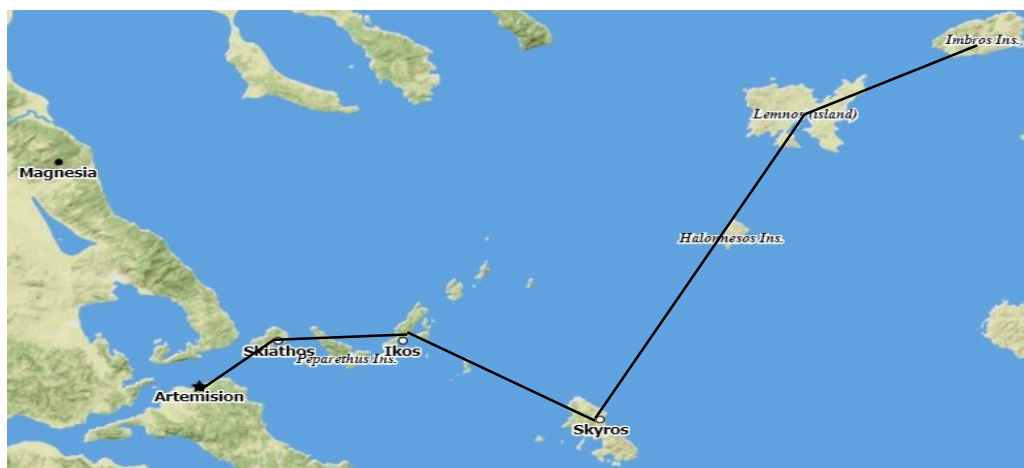 Imbros Ins.
Lemnos (island)
Magnesia
Halonnesos Ins.
Skiathos
Peparethus Ins.
Ikos
Artemision
Skyros